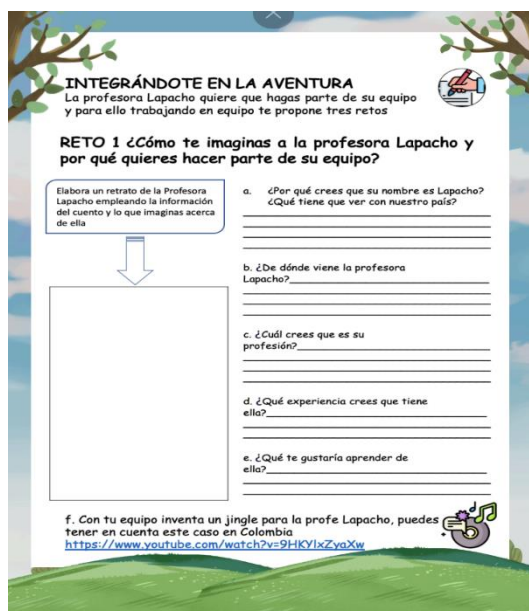 INTEGRÁNDOTE EN LA AVENTURA
La profesora Lapacho quiere que hagas parte de su equipo
y para ello trabajando en equipo te propone tres retos
RETO 1 ¿Cómo te imaginas a la profesora Lapacho y
por qué quieres hacer parte de su equipo?
Elabora un retrato de la Profesora
Lapacho empleando la información
del cuento y lo que imaginas acerca
de ella
a. ¿Por qué crees que su nombre es Lapacho?
¿Qué tiene que ver con nuestro país?
b. ¿De dónde viene la profesora
Lapacho?
c. ¿Cuál crees que es su
profesión?
d. ¿Qué experiencia crees que tiene
ella?
e. ¿Qué te gustaría aprender de
ella?
f. Con tu equipo inventa un jingle para la profe Lapacho, puedes
tener en cuenta este caso en Colombia
https://www.youtube.com/watch?v=9HKYlxZyaXw